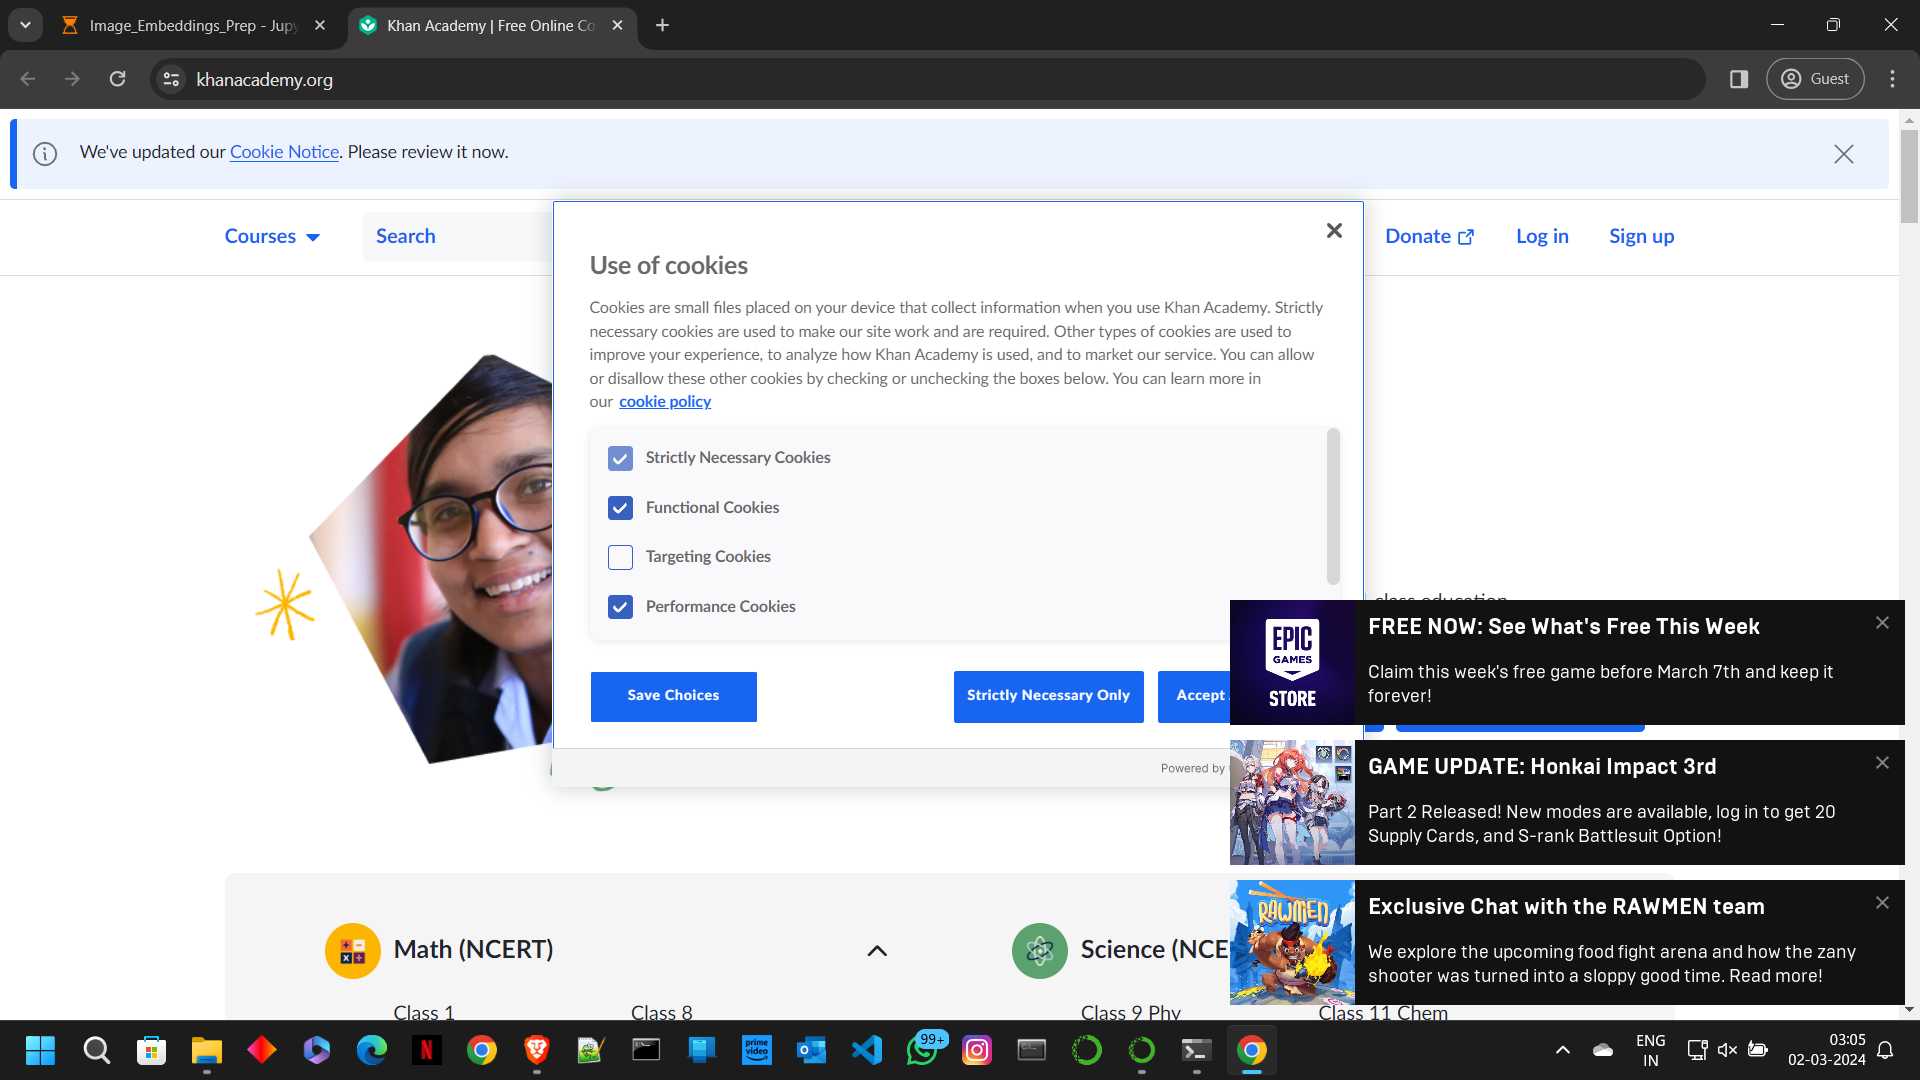 Image_Embeddings_Prep - Jupy
Khan Academy | Free Online Co
khanacademy.org
Guest
We've updated our Cookie Notice. Please review it now.
Courses
Search
Donate
Log in
Sign up
Use of cookies
Cookies are small files placed on your device that collect information when you use Khan Academy. Strictly
necessary cookies are used to make our site work and are required. Other types of cookies are used to
improve your experience, to analyze how Khan Academy is used, and to market our service. You can allow
or disallow these other cookies by checking or unchecking the boxes below. You can learn more in
our cookie policy
Strictly Necessary Cookies
Functional Cookies
Targeting Cookies
Performance Cookies
Save Choices
Strictly Necessary Only
Accept
Powered by
class education
EPIC
GAMES
STORE
FREE NOW: See What's Free This Week
Claim this week's free game before March 7th and keep it
forever!
GAME UPDATE: Honkai Impact 3rd
Part 2 Released! New modes are available, log in to get 20
Supply Cards, and S-rank Battlesuit Option!
RAWMEN
Exclusive Chat with the RAWMEN team
We explore the upcoming food fight arena and how the zany
shooter was turned into a sloppy good time. Read more!
Math (NCERT)
Science (NCE
Class 1
Class 8
Class 9 Phy
Class 11 Chem
prime
video
99+
ENG
IN
03:05
02-03-2024